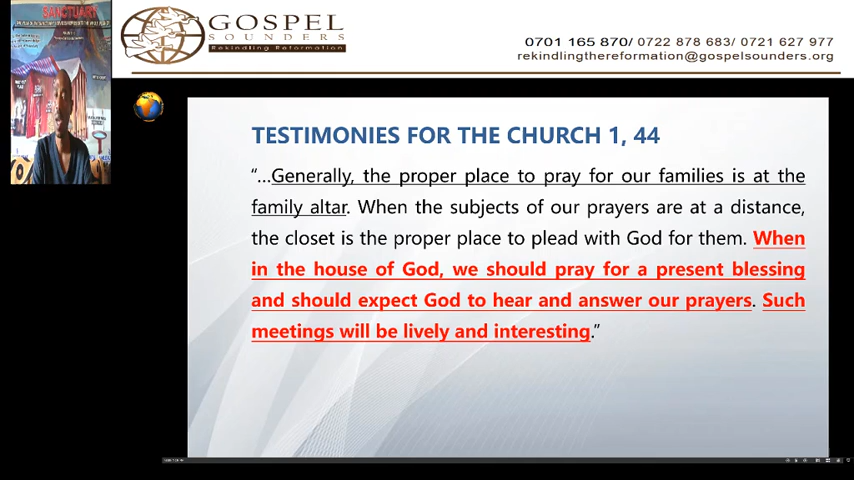 SANCTUARY
GOSPEL
SOUNDERS
Rekindling Reformation
0701 165 870/ 0722 878 683/ 0721 627 977
rekindlingthereformation@gospelsounders.org
TESTIMONIES FOR THE CHURCH 1, 44
“...Generally, the proper place to pray for our families is at the
family altar. When the subjects of our prayers are at a distance,
the closet is the proper place to plead with God for them. When
in the house of God, we should pray for a present blessing
and should expect God to hear and answer our prayers. Such
meetings will be lively and interesting.”